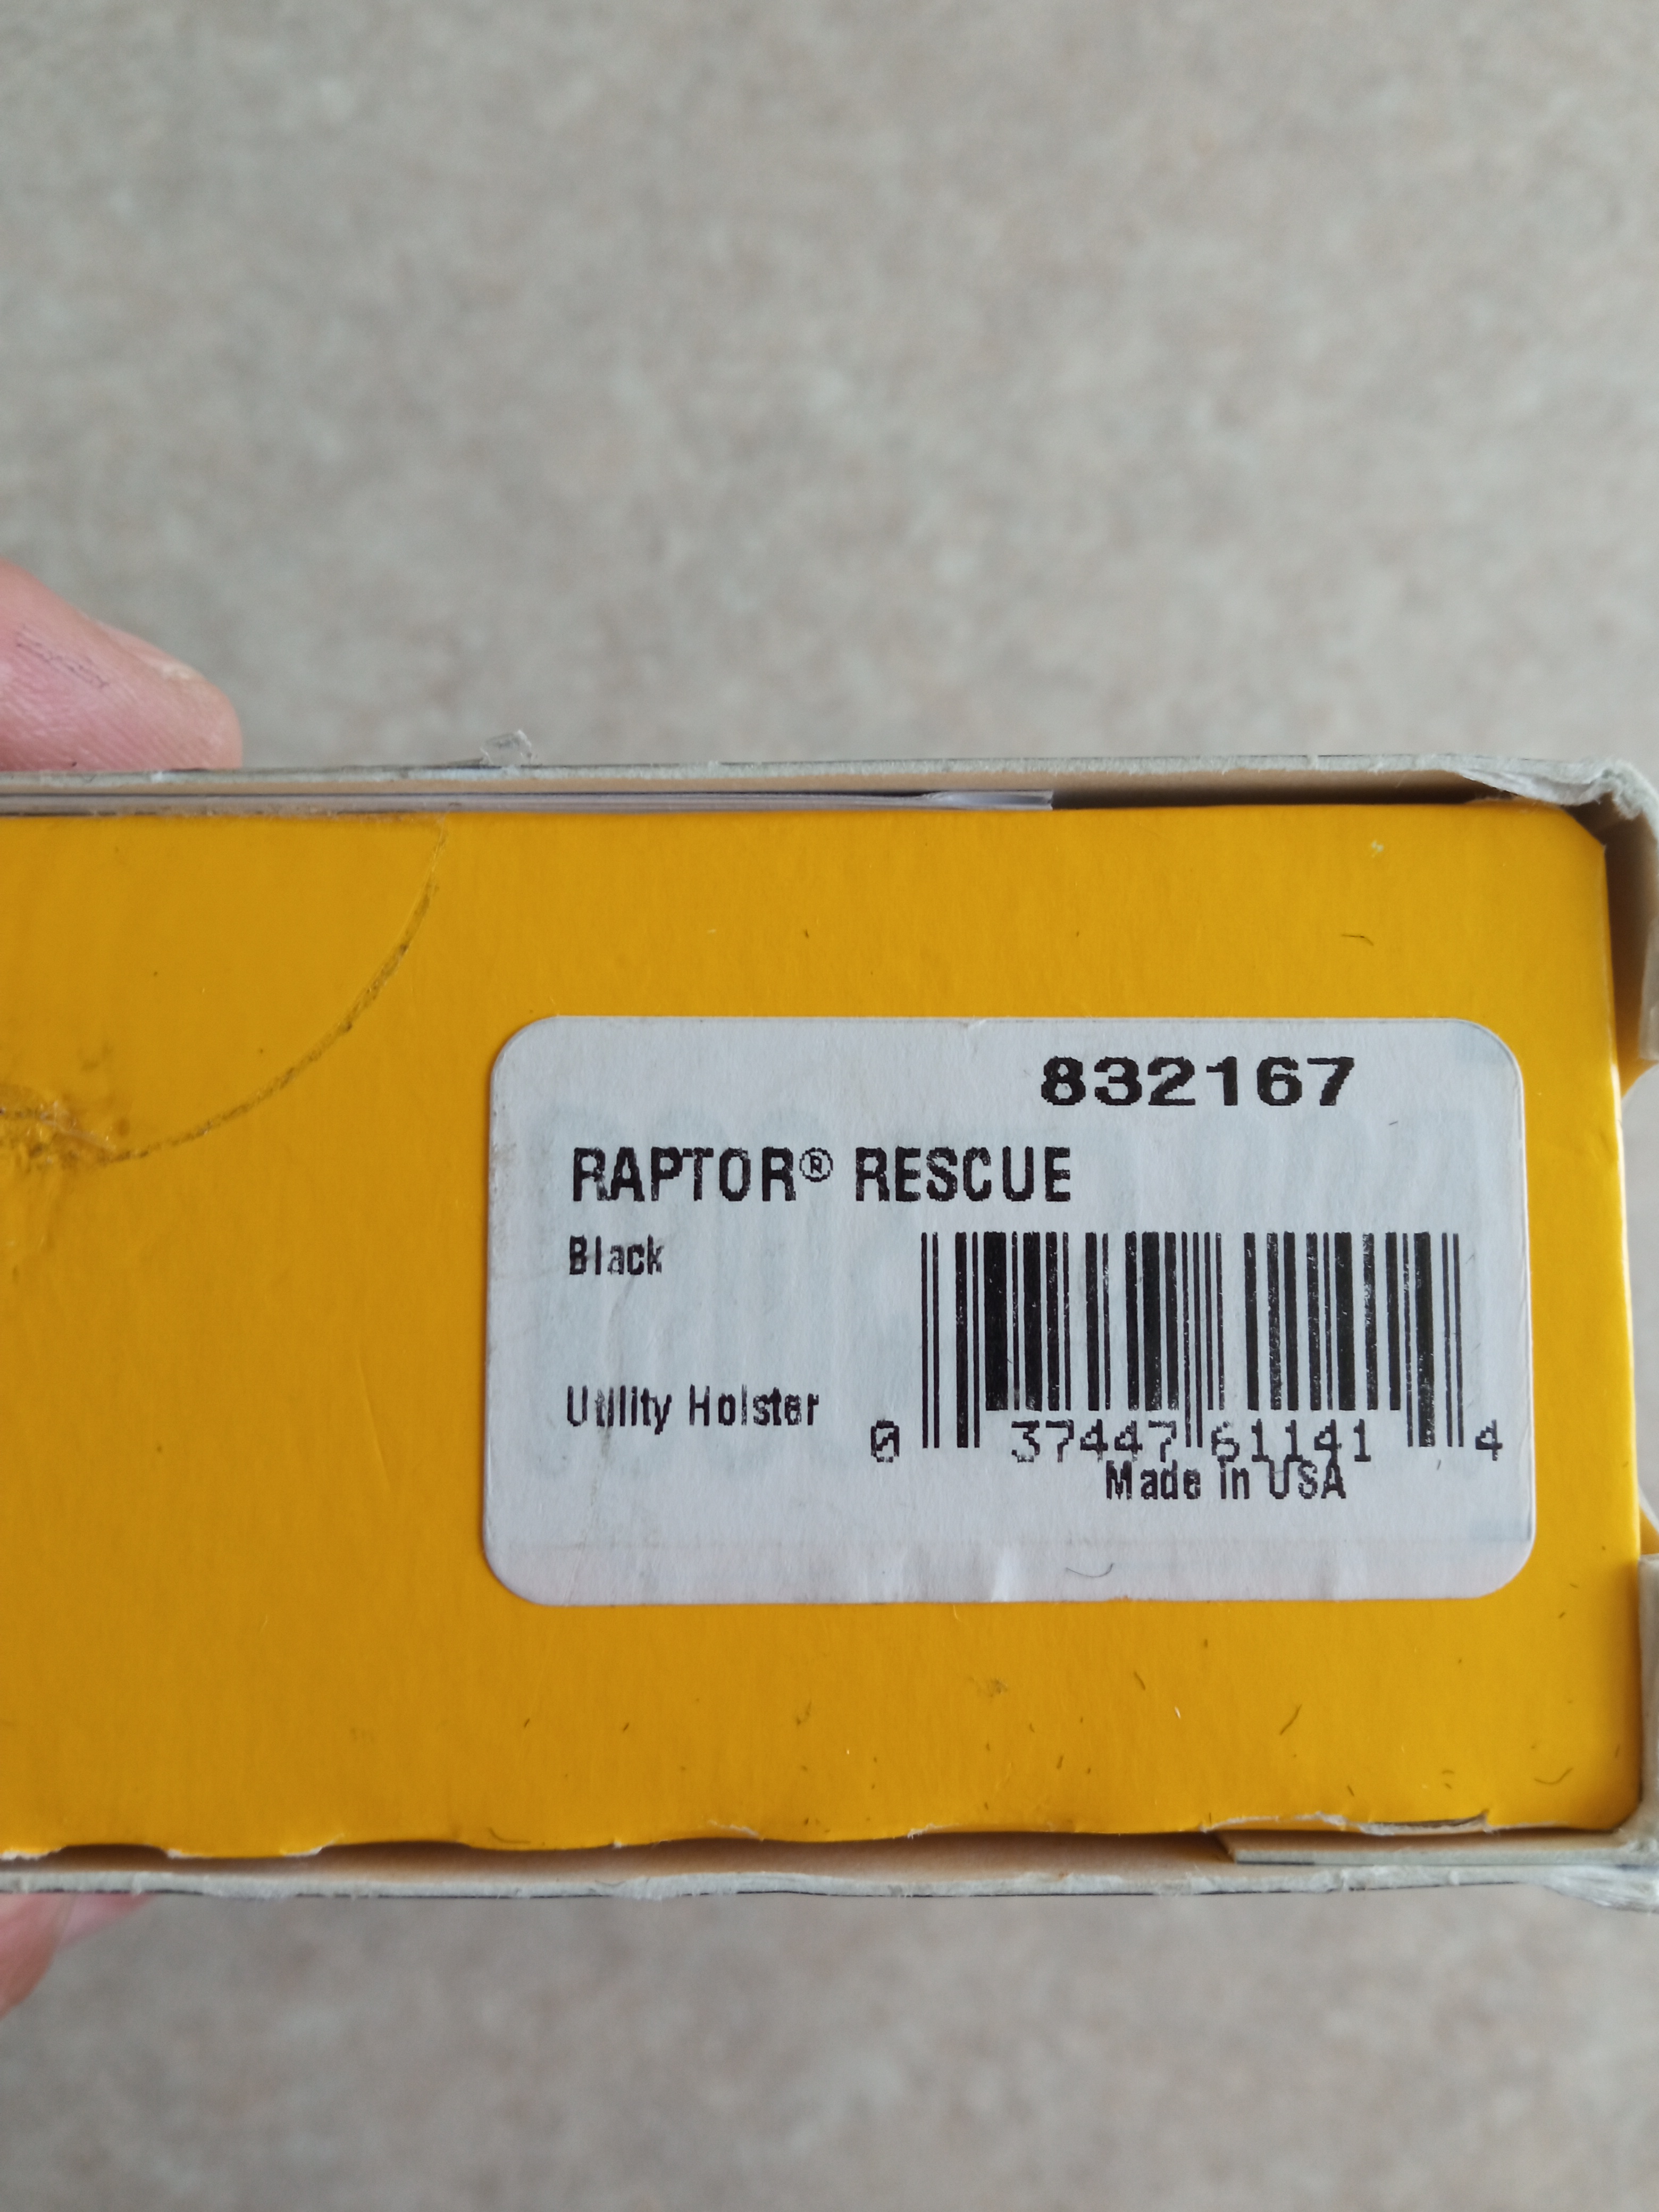 832167
RAPTOR® RESCUE
Black
Utility Holster
0 37447 61141 4
Made in USA